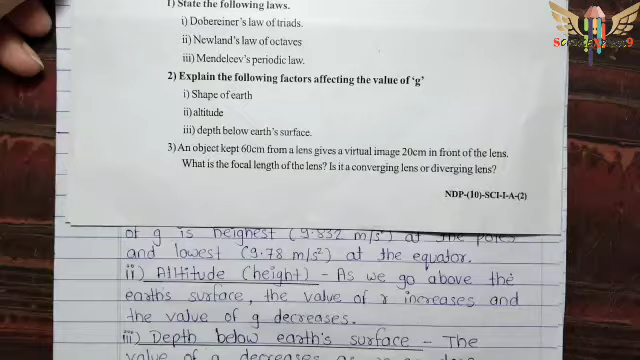 1) State the following laws.
i) Dobereiner's law of triads.
ii) Newland's law of octaves
iii) Mendeleev's periodic law.
2) Explain the following factors affecting the value of 'g'
i) Shape of earth
ii) altitude
iii) depth below earth's surface.
3) An object kept 60cm from a lens gives a virtual image 20cm in front of the lens.
What is the focal length of the lens? Is it a converging lens or diverging lens?
NDP-(10)-SCI-I-A-(2)
of g is heighest (9.832 m/s²) at the poles
and lowest (9.78 m/s²) at the equator.
ii) Altitude (height) - As we go above the
earth's surface, the value of r increases and
the value of g decreases.
iii) Depth below earth's surface - The
value of g decreases as